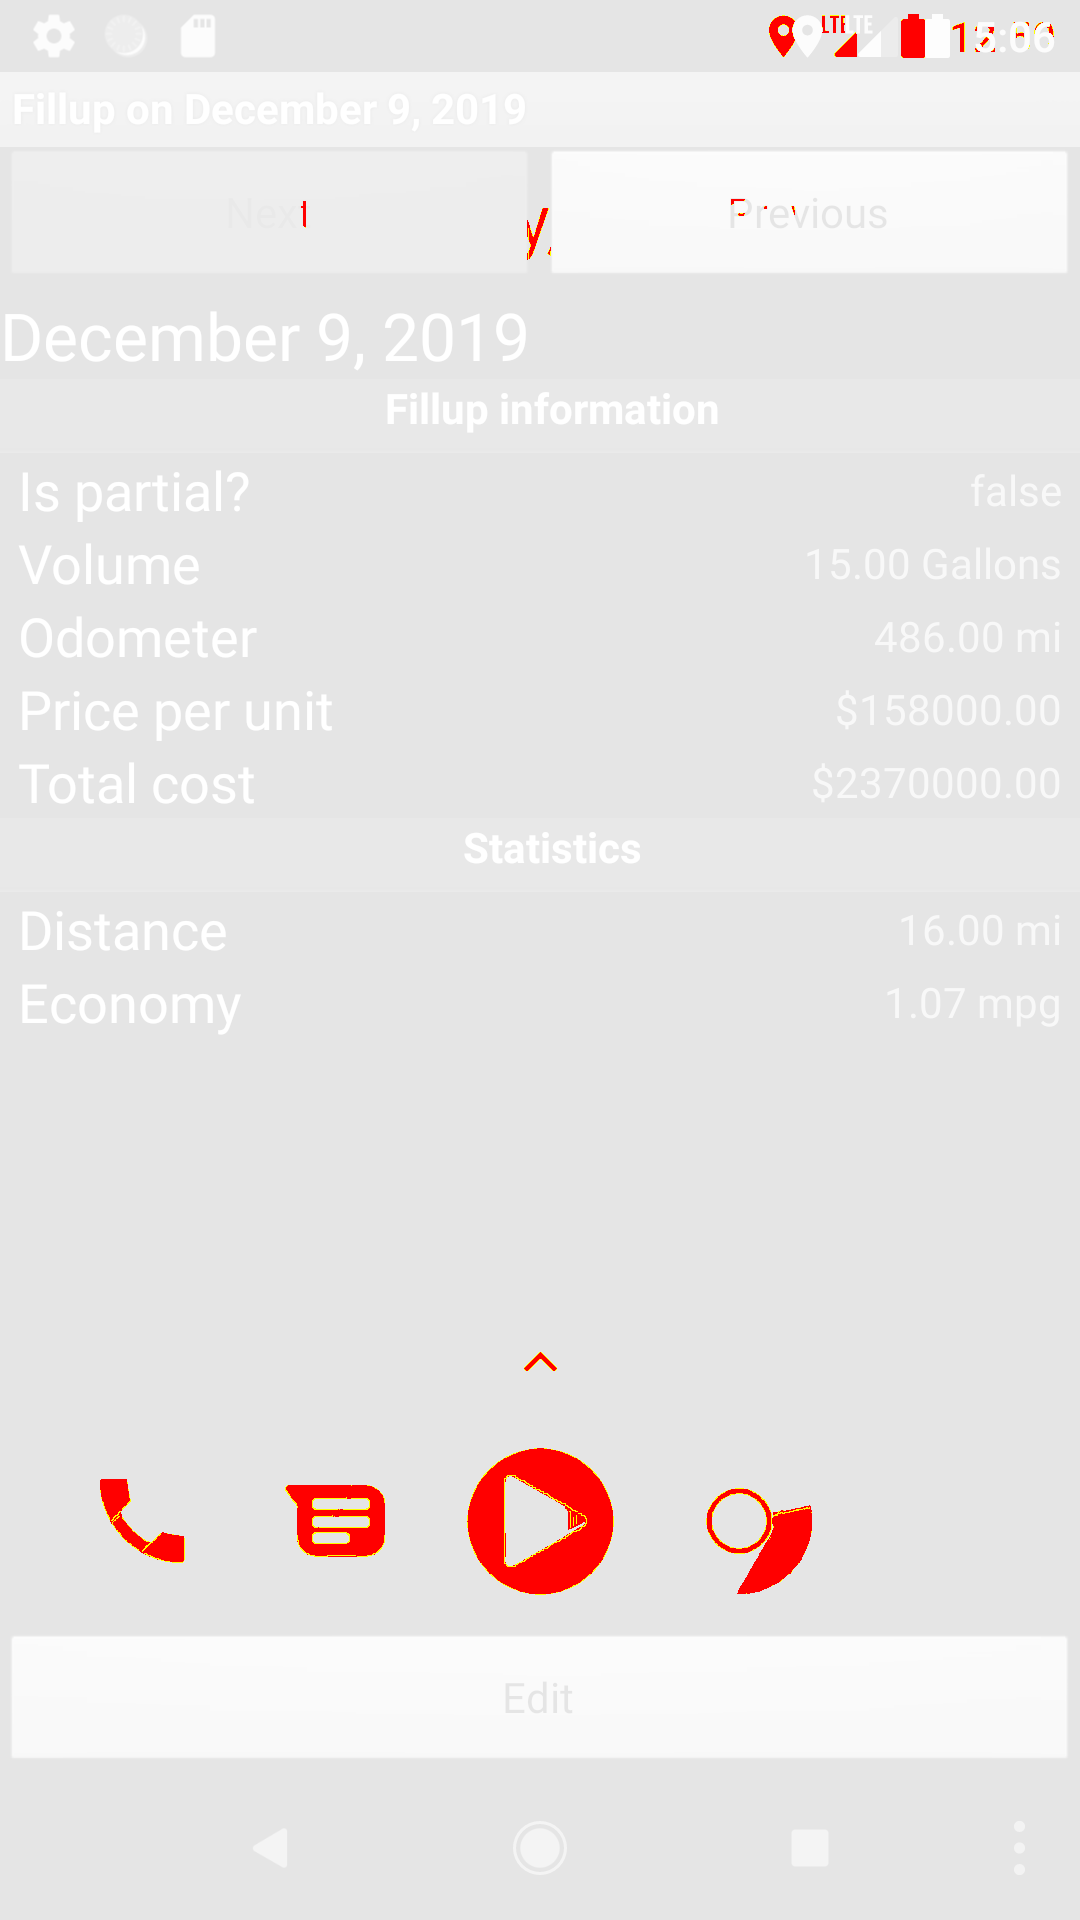 LTE LTE 5:06
Fillup on December 9, 2019
Next Previous
December 9, 2019
Fillup information
Is partial? false
Volume 15.00 Gallons
Odometer 486.00 mi
Price per unit $158000.00
Total cost $2370000.00
Statistics
Distance 16.00 mi
Economy 1.07 mpg
Edit